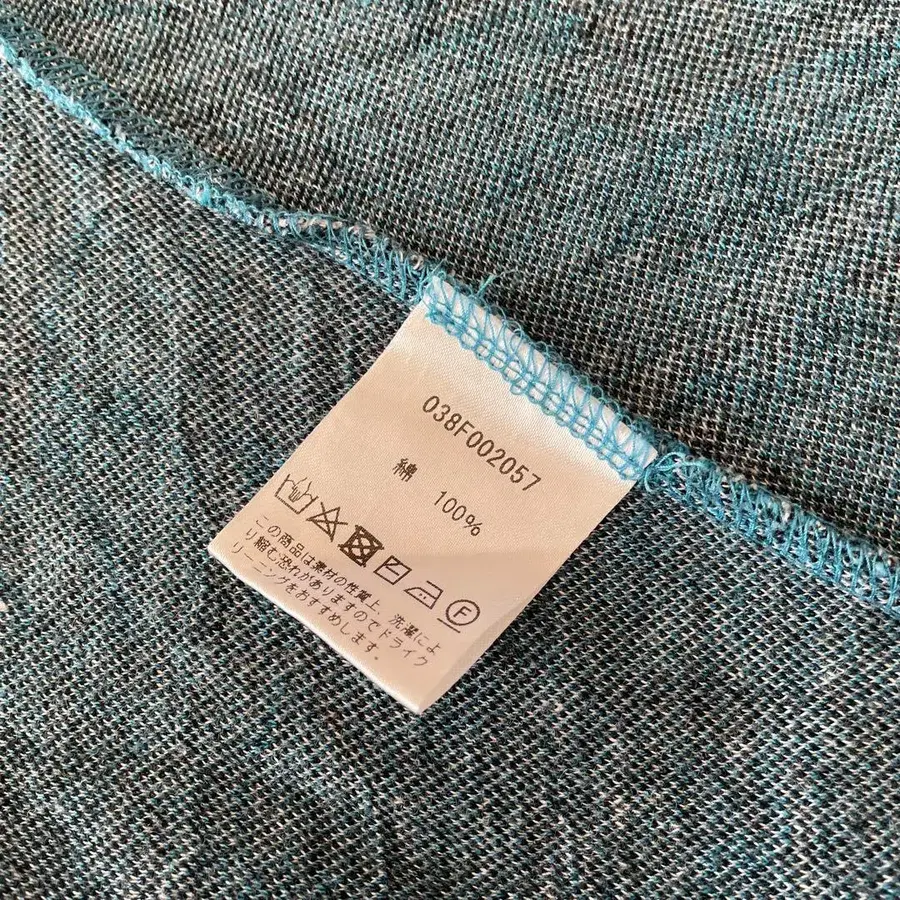 038F002057
綿 100%
F
この商品は素材の性質上、洗濯によ
り縮む恐れがありますのでドライク
リーニングをおすすめします。